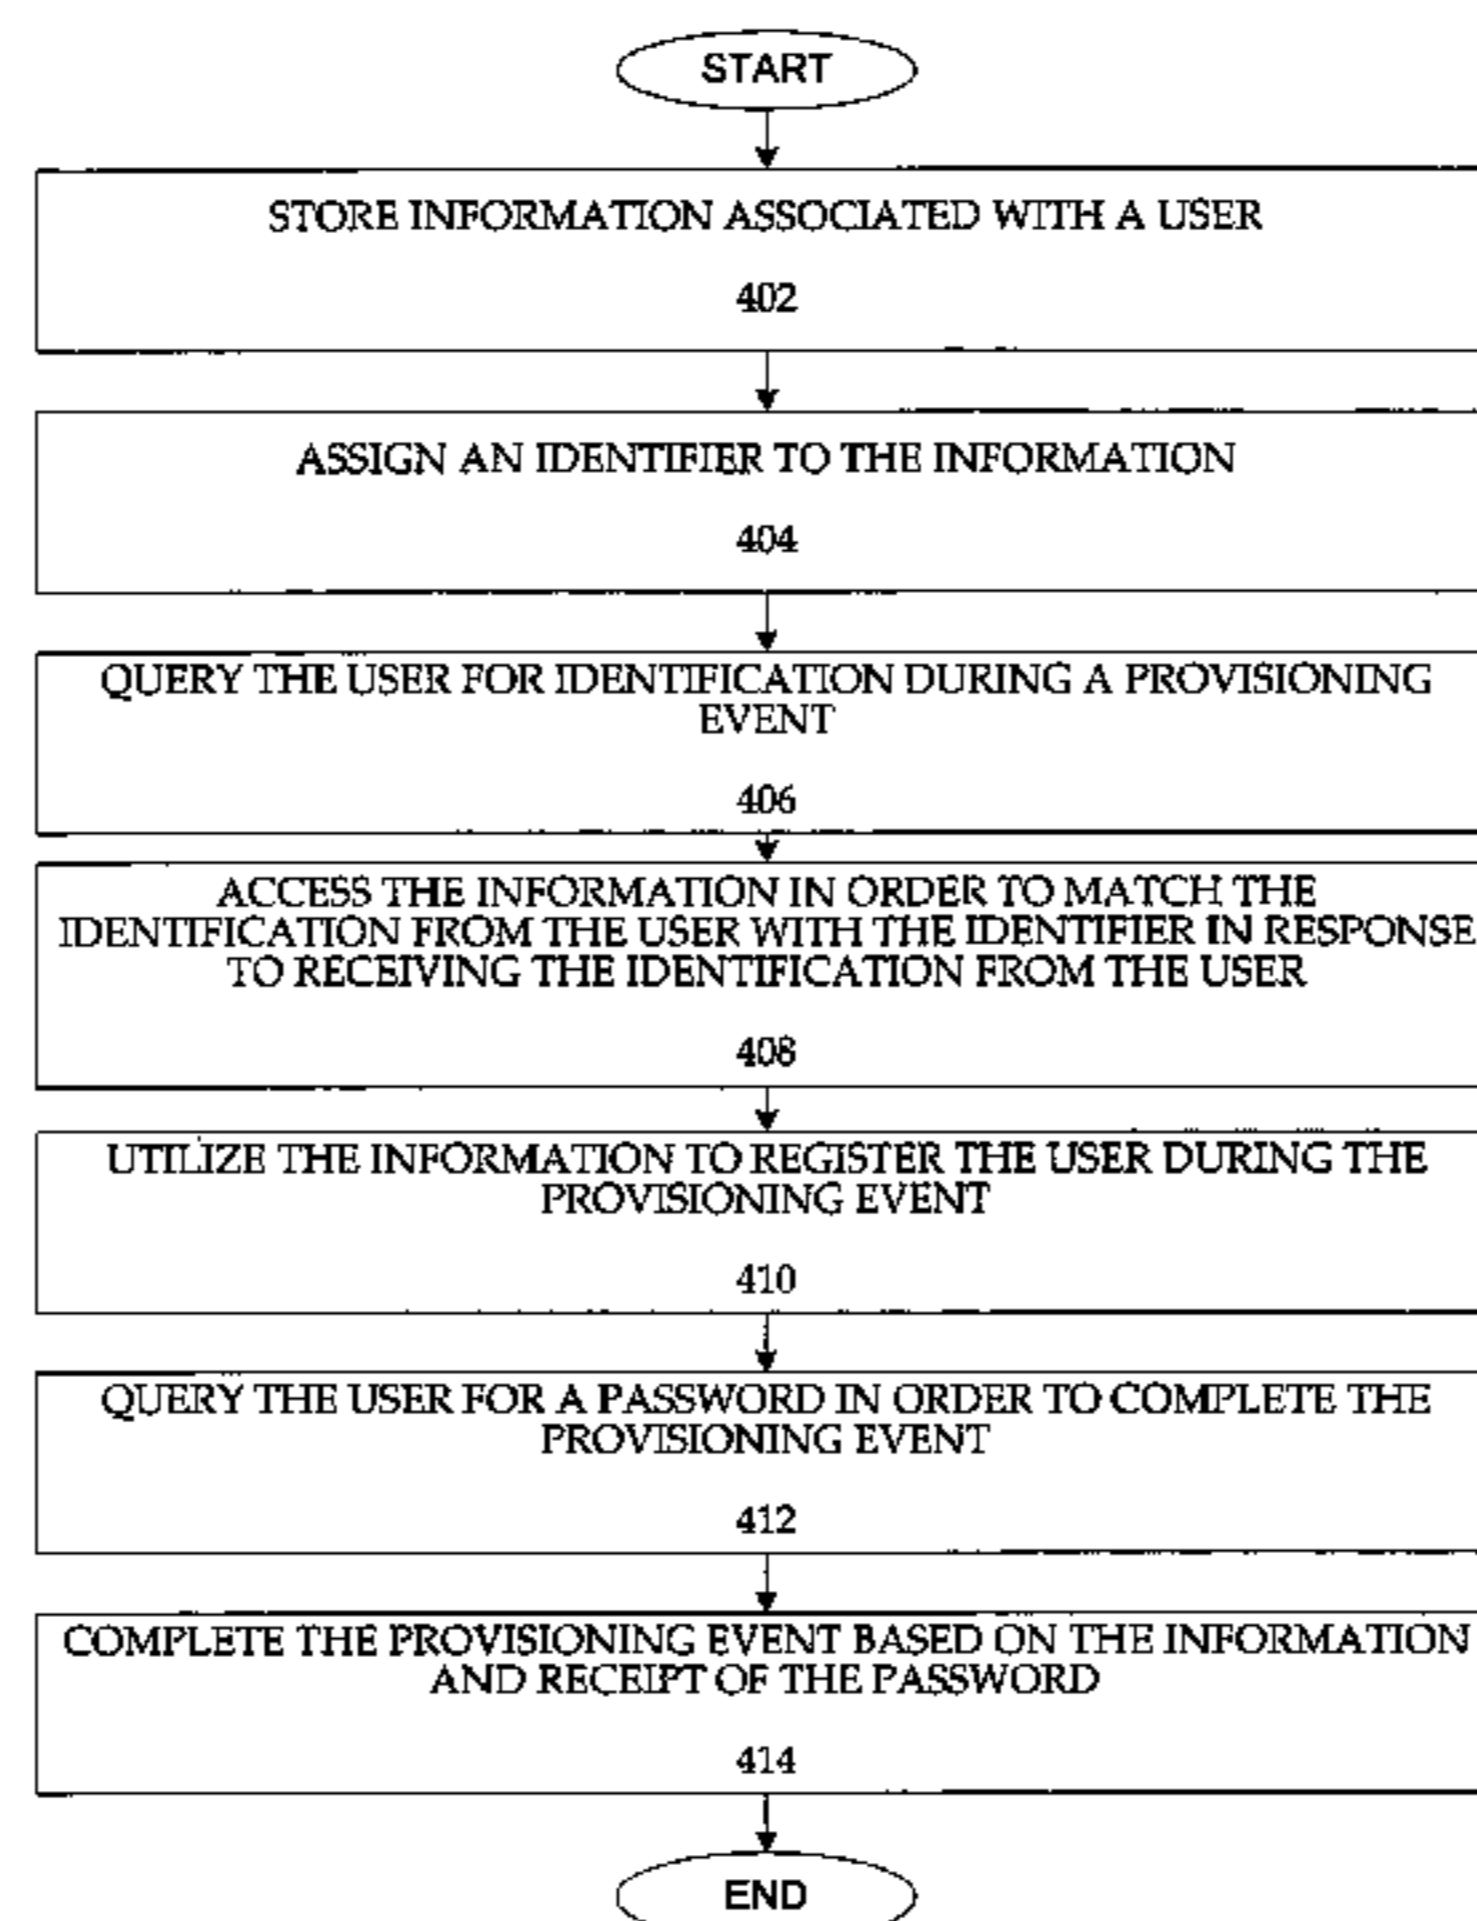 START
STORE INFORMATION ASSOCIATED WITH A USER
402
ASSIGN AN IDENTIFIER TO THE INFORMATION
404
QUERY THE USER FOR IDENTIFICATION DURING A PROVISIONING
EVENT
406
ACCESS THE INFORMATION IN ORDER TO MATCH THE
IDENTIFICATION FROM THE USER WITH THE IDENTIFIER IN RESPONSE
TO RECEIVING THE IDENTIFICATION FROM THE USER
408
UTILIZE THE INFORMATION TO REGISTER THE USER DURING THE
PROVISIONING EVENT
410
QUERY THE USER FOR A PASSWORD IN ORDER TO COMPLETE THE
PROVISIONING EVENT
412
COMPLETE THE PROVISIONING EVENT BASED ON THE INFORMATION
AND RECEIPT OF THE PASSWORD
414
END